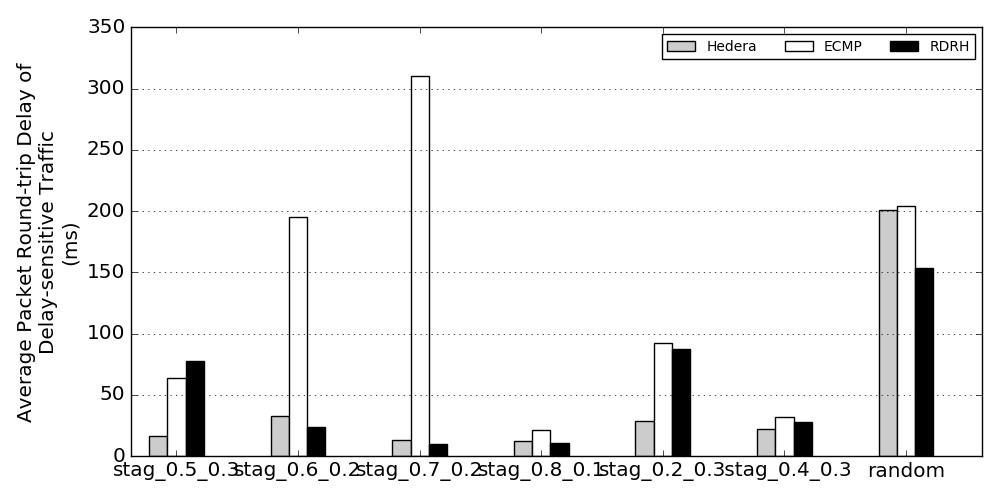 Average Packet Round-trip Delay of
Delay-sensitive Traffic
(ms)
350
300
250
200
150
100
50
0
Hedera ECMP RDRH
stag_0.5_0.3 stag_0.6_0.2 stag_0.7_0.2 stag_0.8_0.1 stag_0.2_0.3 stag_0.4_0.3 random